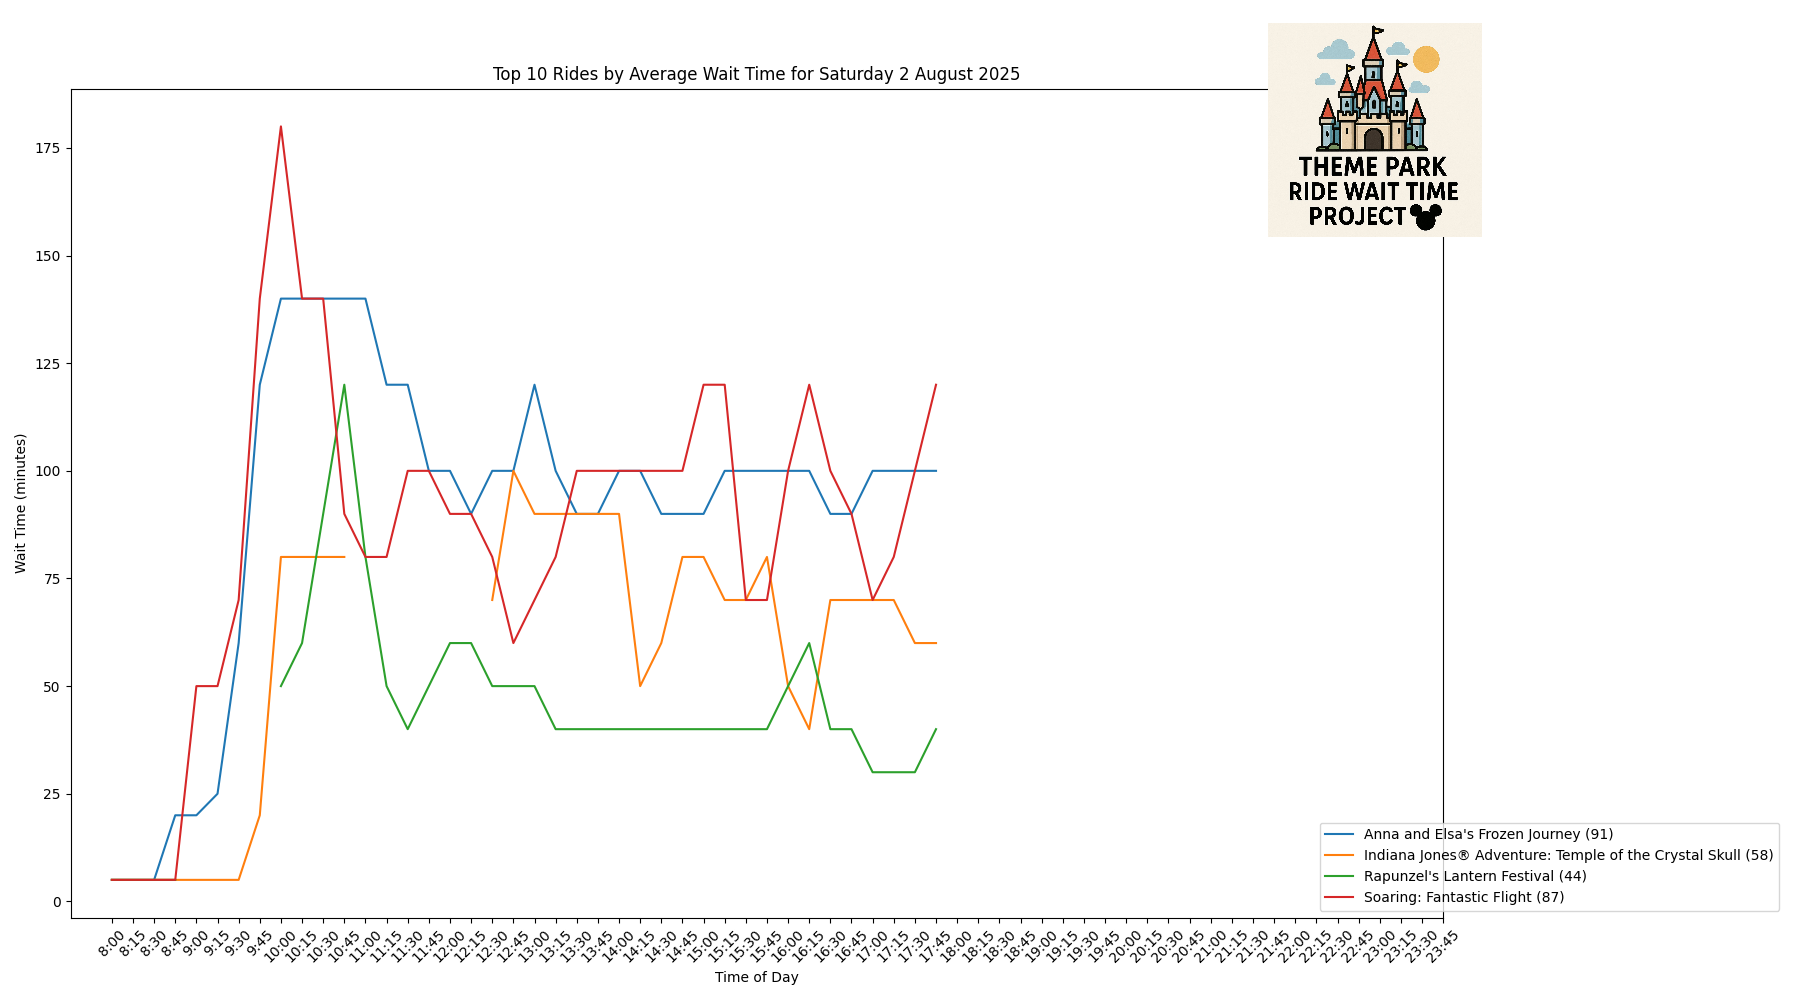 THEME PARK
RIDE WAIT TIME
PROJECT
Top 10 Rides by Average Wait Time for Saturday 2 August 2025
175
150
125
100
75
50
25
0
Wait Time (minutes)
Anna and Elsa's Frozen Journey (91)
Indiana Jones® Adventure: Temple of the Crystal Skull (58)
Rapunzel's Lantern Festival (44)
Soaring: Fantastic Flight (87)
8:00 8:15 8:30 8:45 9:00 9:15 9:30 9:45 10:00 10:15 10:30 10:45 11:00 11:15 11:30 11:45 12:00 12:15 12:30 12:45 13:00 13:15 13:30 13:45 14:00 14:15 14:30 14:45 15:00 15:15 15:30 15:45 16:00 16:15 16:30 16:45 17:00 17:15 17:30 17:45 18:00 18:15 18:30 18:45 19:00 19:15 19:30 19:45 20:00 20:15 20:30 20:45 21:00 21:15 21:30 21:45 22:00 22:15 22:30 22:45 23:00 23:15 23:30 23:45
Time of Day